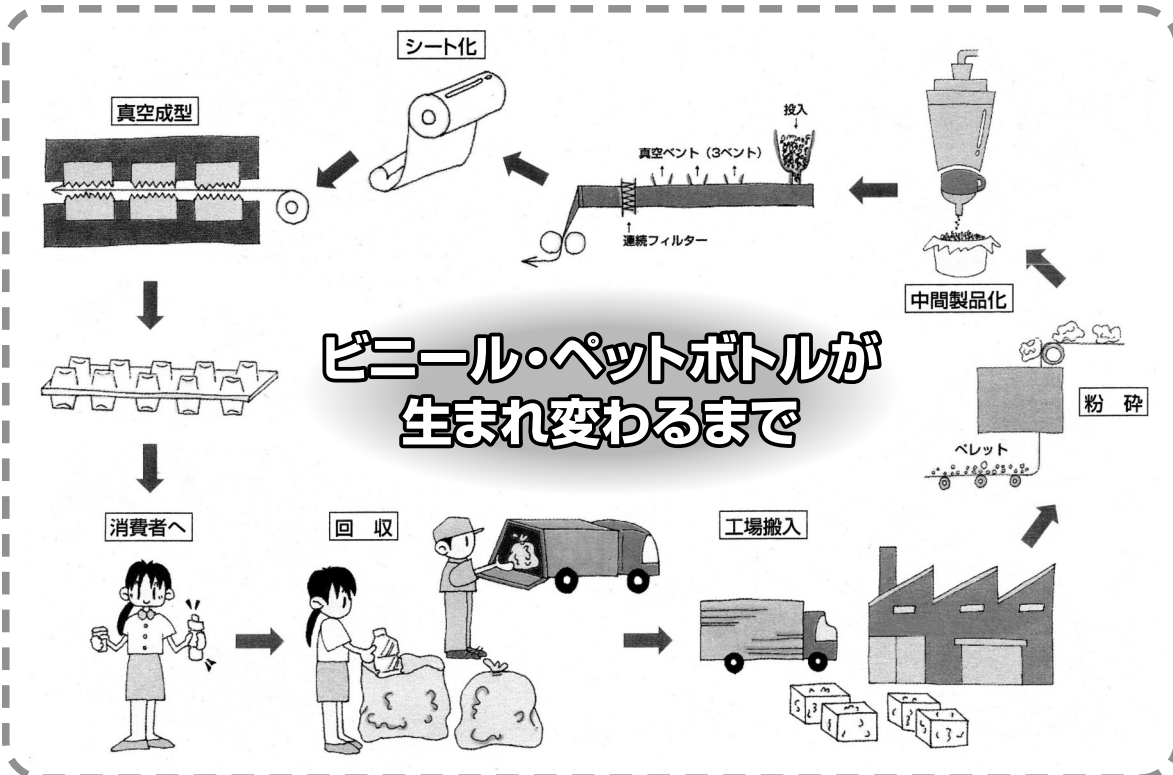 シート化
真空成型
投入
真空ベント（3ベント）
連続フィルター
中間製品化
ビニール・ペットボトルが
生まれ変わるまで
粉　砕
ペレット
消費者へ
回　収
工場搬入